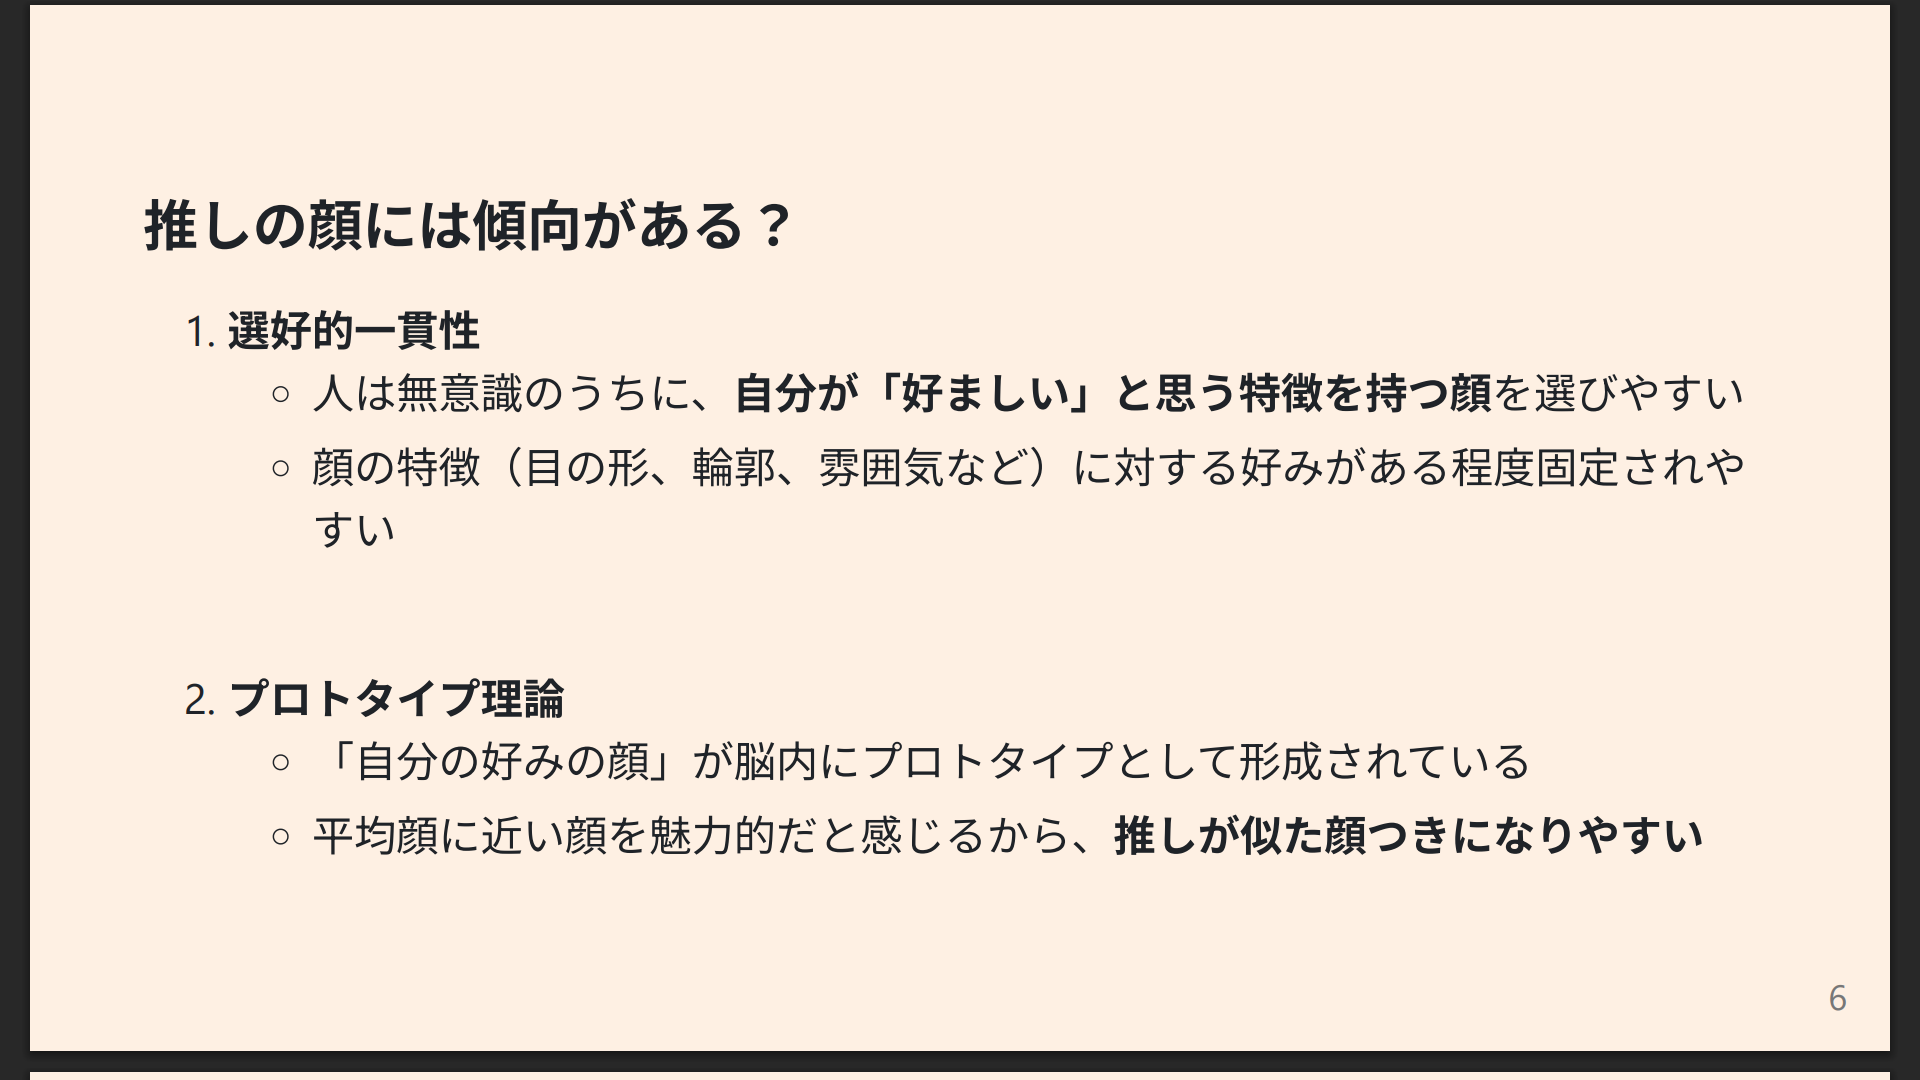 推しの顔には傾向がある？
1. 選好的一貫性
○ 人は無意識のうちに、自分が「好ましい」と思う特徴を持つ顔を選びやすい
○ 顔の特徴（目の形、輪郭、雰囲気など）に対する好みがある程度固定されや
すい
2. プロトタイプ理論
○ 「自分の好みの顔」が脳内にプロトタイプとして形成されている
○ 平均顔に近い顔を魅力的だと感じるから、推しが似た顔つきになりやすい
6